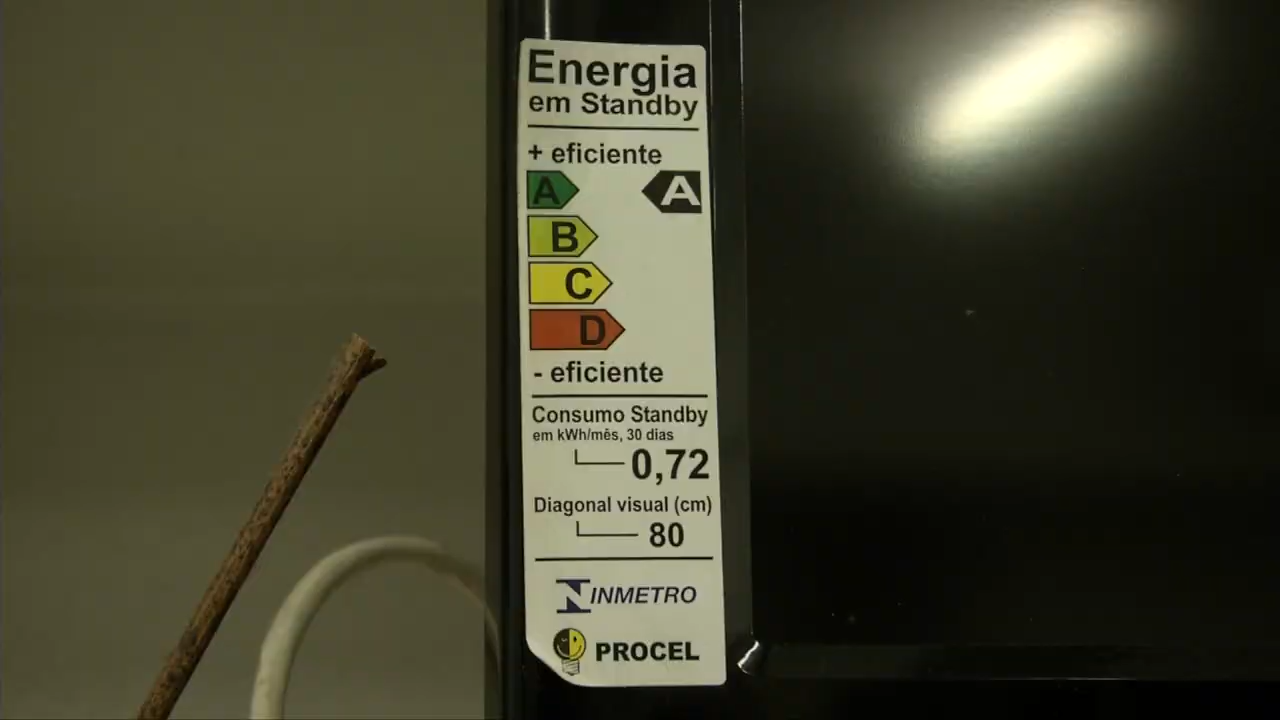 Energia
em Standby
+ eficiente
A A
B
C
D
- eficiente
Consumo Standby
em kWh/mês, 30 dias
0,72
Diagonal visual (cm)
80
INMETRO
PROCEL